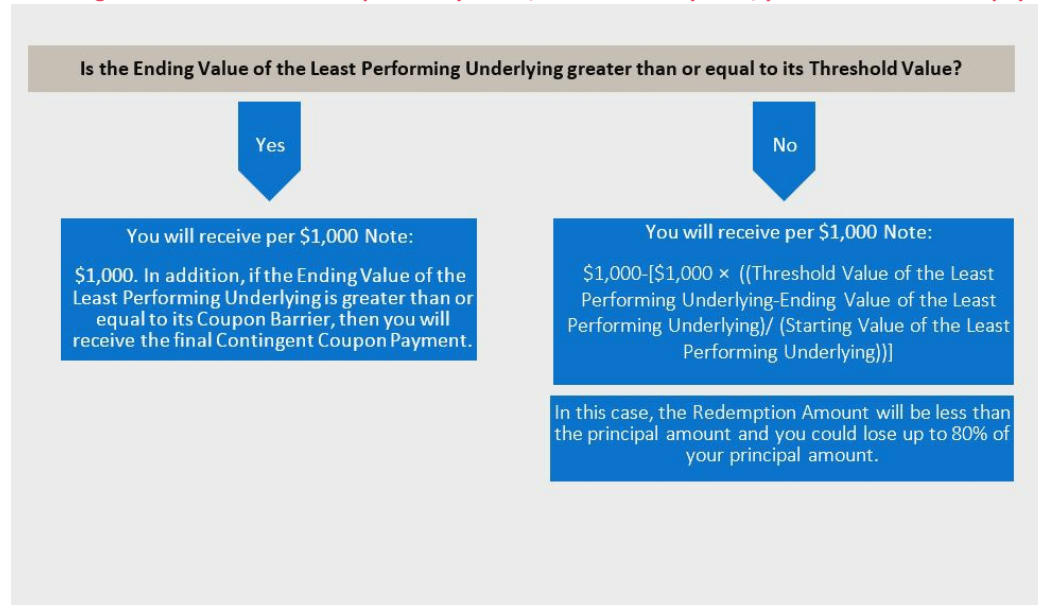 Is the Ending Value of the Least Performing Underlying greater than or equal to its Threshold Value?
Yes
No
You will receive per $1,000 Note:
$1,000. In addition, if the Ending Value of the
Least Performing Underlying is greater than or
equal to its Coupon Barrier, then you will
receive the final Contingent Coupon Payment.
You will receive per $1,000 Note:
$1,000-[$1,000 × ((Threshold Value of the Least
Performing Underlying-Ending Value of the Least
Performing Underlying)/ (Starting Value of the Least
Performing Underlying))]
In this case, the Redemption Amount will be less than
the principal amount and you could lose up to 80% of
your principal amount.